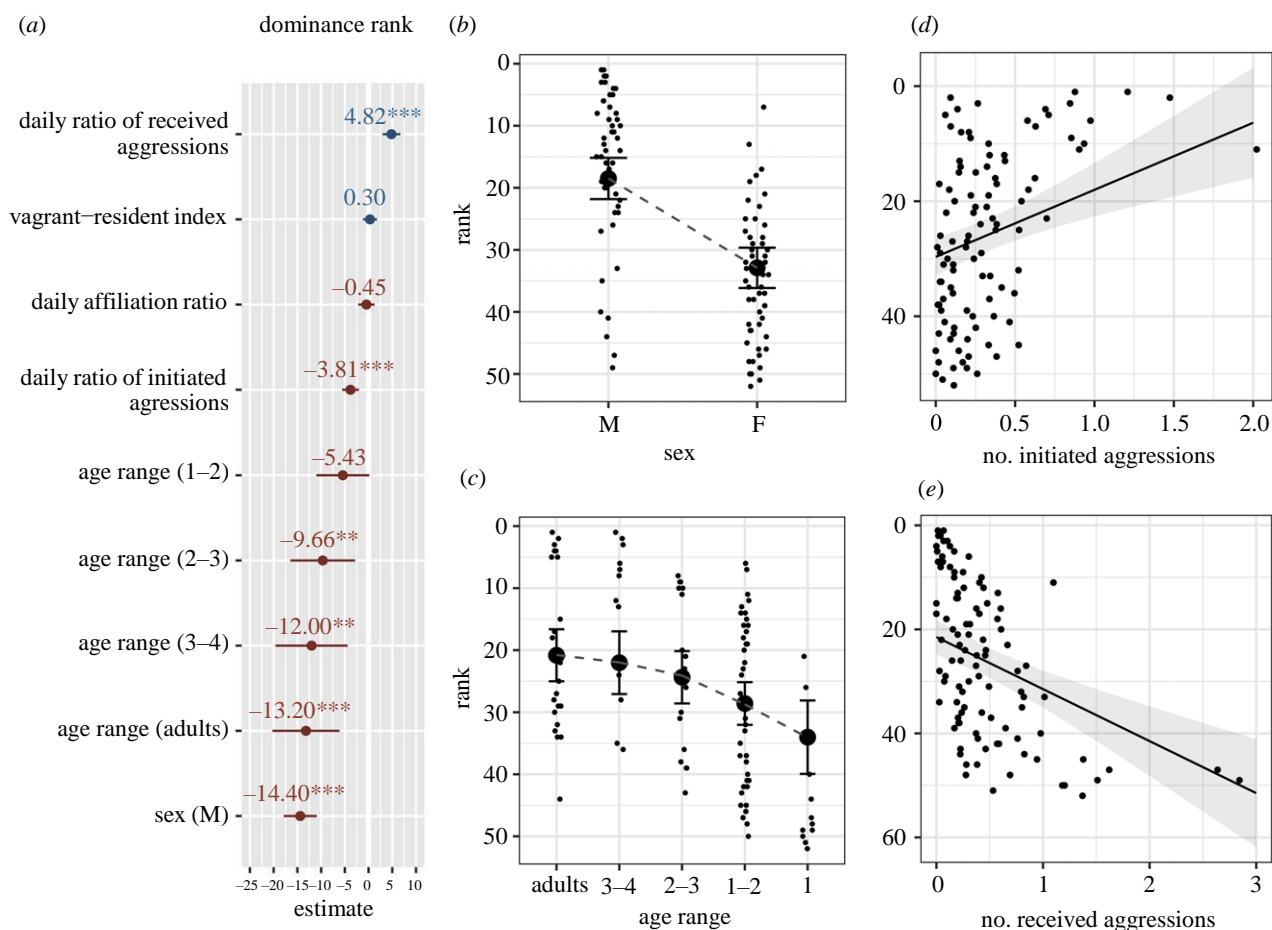 (a)
dominance rank
daily ratio of received
aggressions
vagrant–resident index
daily affiliation ratio
daily ratio of initiated
agressions
age range (1–2)
age range (2–3)
age range (3–4)
age range (adults)
sex (M)
4.82***
0.30
–0.45
–3.81***
–5.43
–9.66**
–12.00**
–13.20***
–14.40***
–25 –20 –15 –10 –5 0 5 10
estimate
(b)
0
10
20
30
40
50
rank
M F
sex
(c)
0
10
20
30
40
50
rank
adults 3–4 2–3 1–2 1
age range
(d)
0
20
40
0 0.5 1.0 1.5 2.0
no. initiated aggressions
(e)
0
20
40
60
0 1 2 3
no. received aggressions